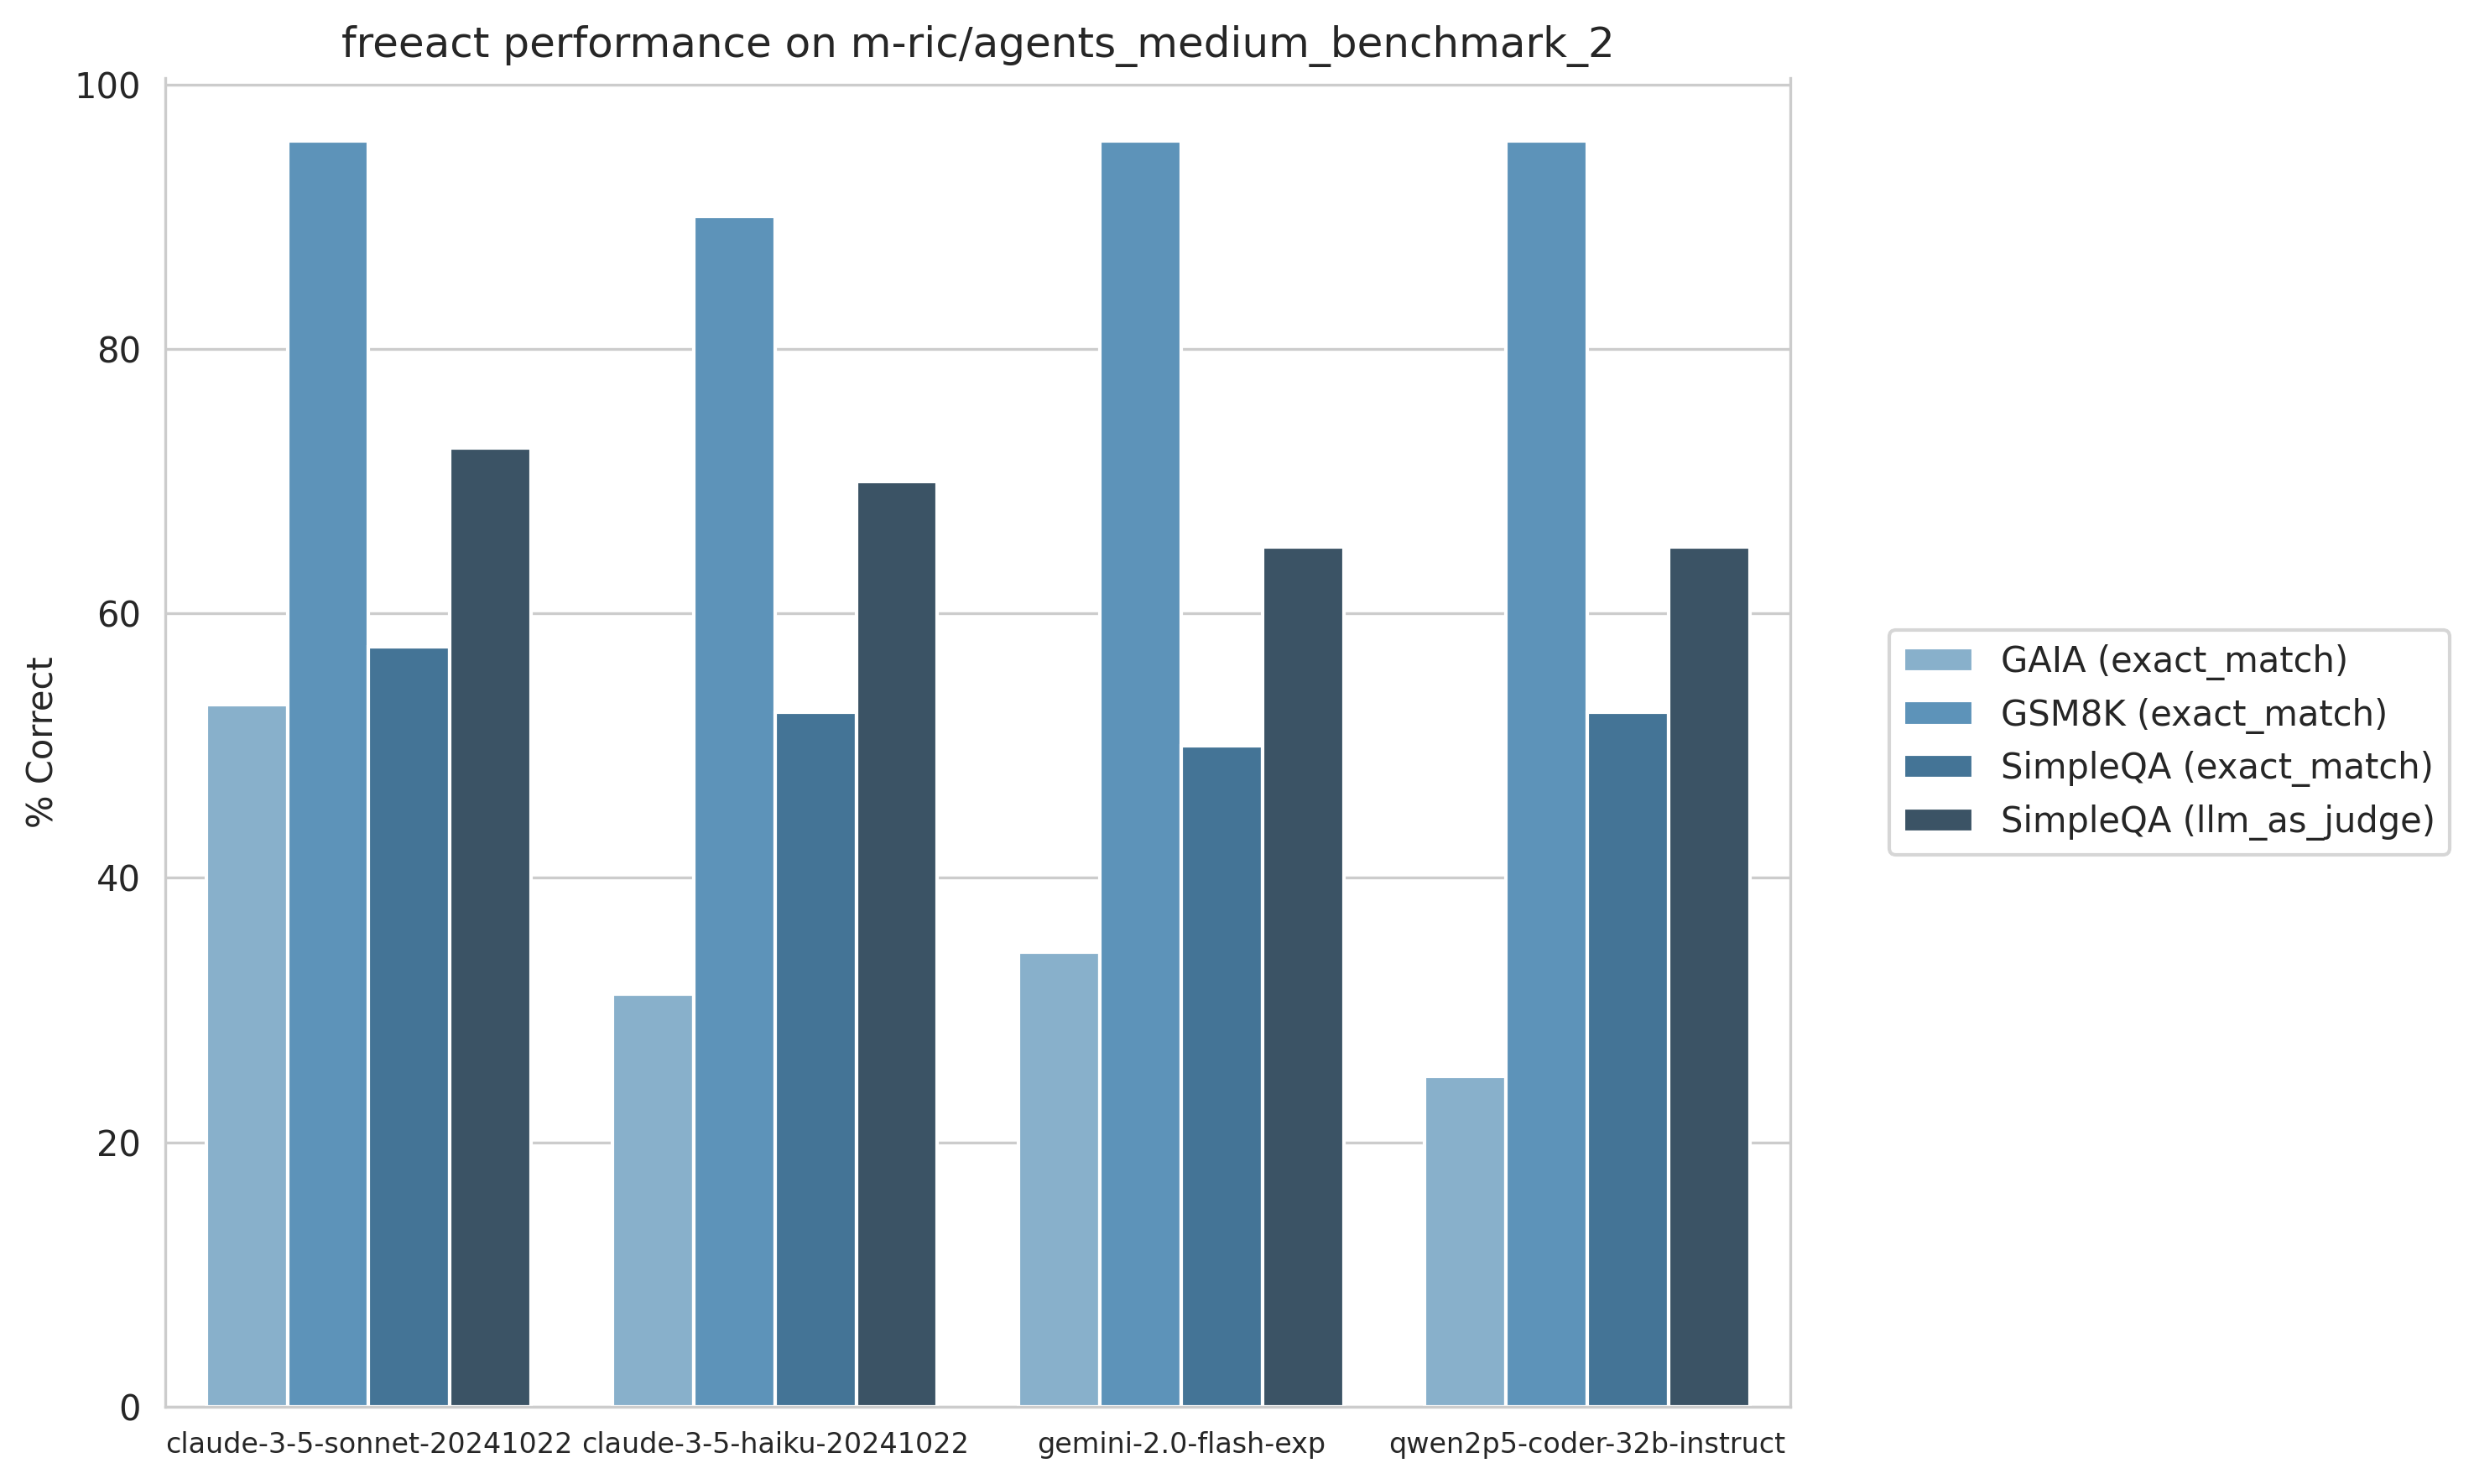 freeact performance on m-ric/agents_medium_benchmark_2
100
80
60
40
20
0
% Correct
claude-3-5-sonnet-20241022
claude-3-5-haiku-20241022
gemini-2.0-flash-exp
qwen2p5-coder-32b-instruct
GAIA (exact_match)
GSM8K (exact_match)
SimpleQA (exact_match)
SimpleQA (llm_as_judge)